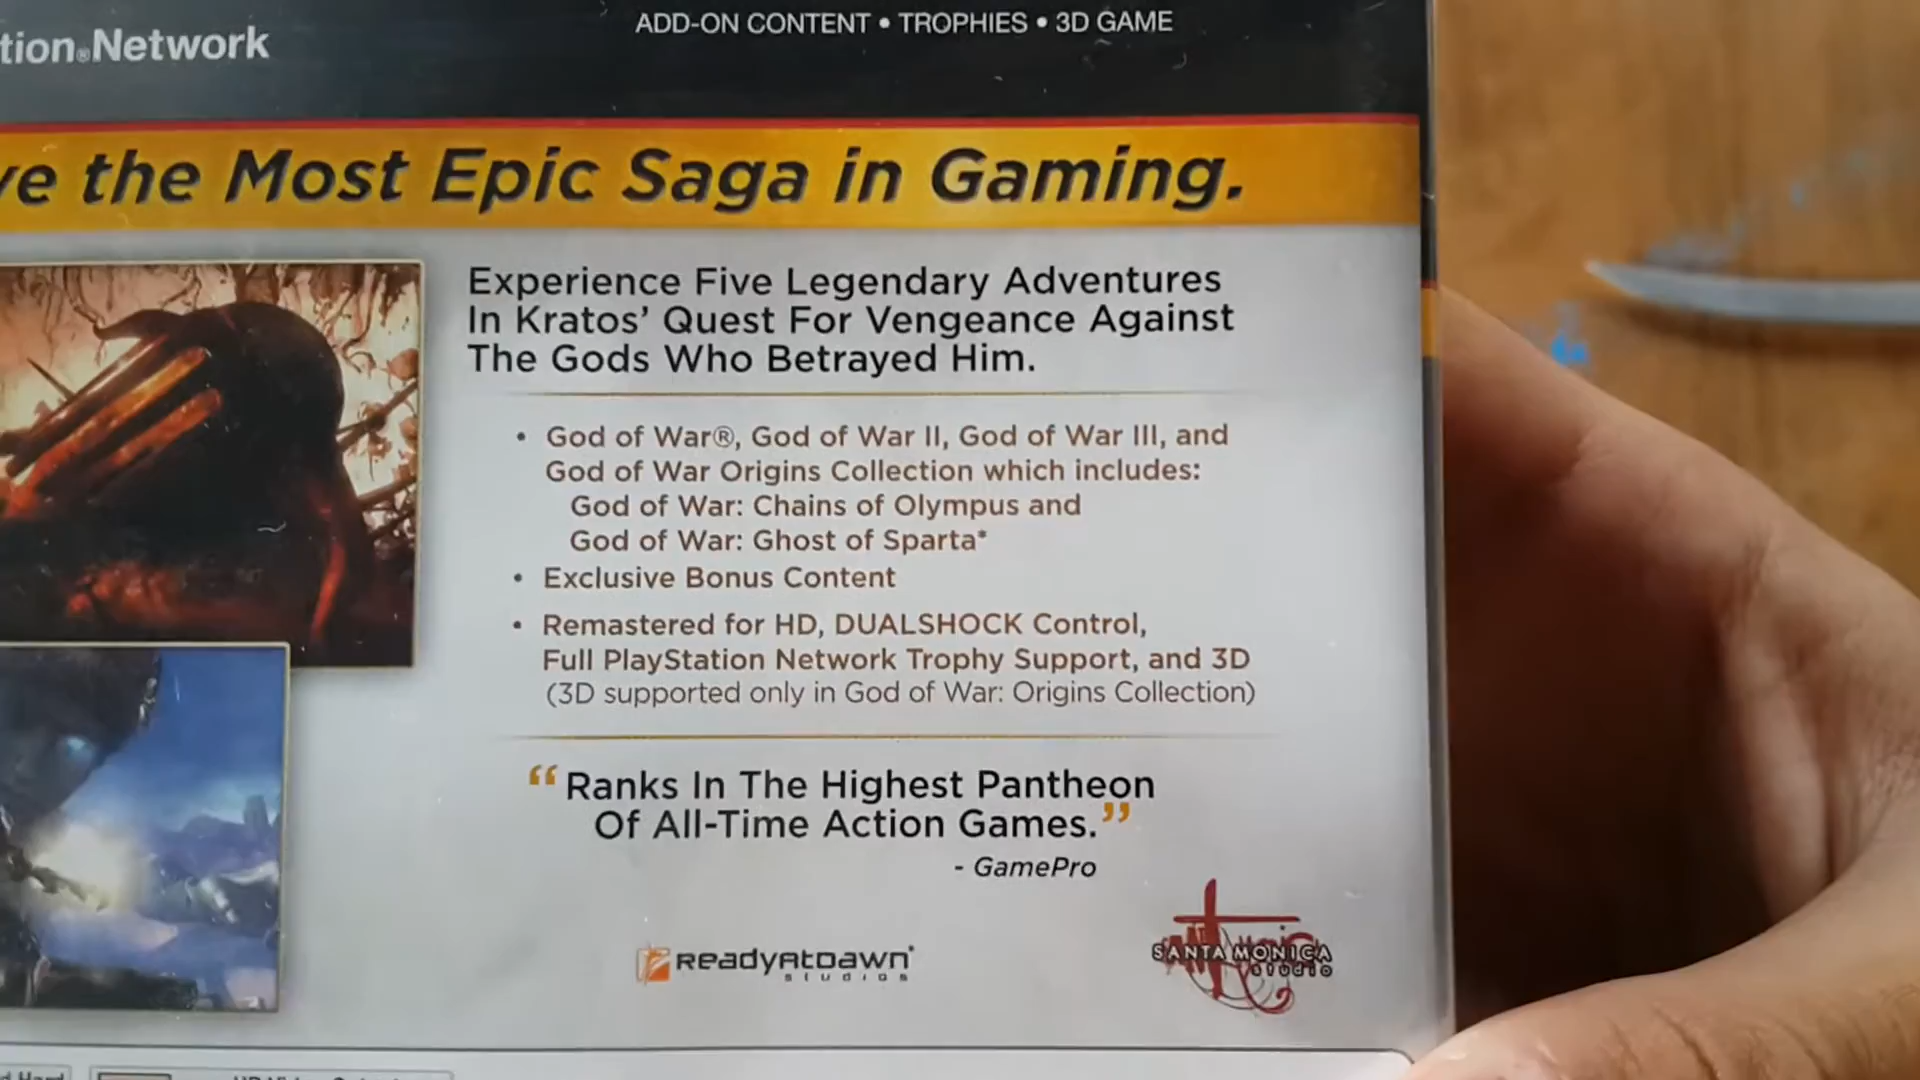 tion®Network
ADD-ON CONTENT • TROPHIES • 3D GAME
ve the Most Epic Saga in Gaming.
Experience Five Legendary Adventures
In Kratos' Quest For Vengeance Against
The Gods Who Betrayed Him.
• God of War®, God of War II, God of War III, and
God of War Origins Collection which includes:
God of War: Chains of Olympus and
God of War: Ghost of Sparta*
• Exclusive Bonus Content
• Remastered for HD, DUALSHOCK Control,
Full PlayStation Network Trophy Support, and 3D
(3D supported only in God of War: Origins Collection)
“Ranks In The Highest Pantheon
Of All-Time Action Games.”
- GamePro
ReadyAtDawn
studios
SANTA MONICA
studio